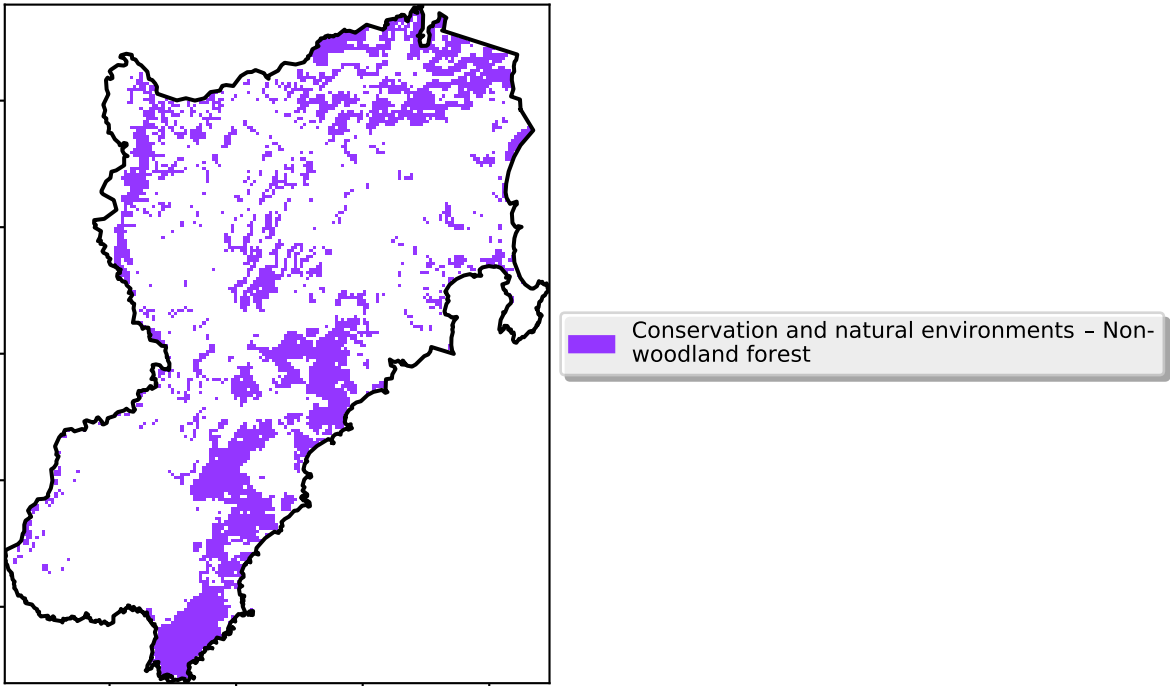 Conservation and natural environments – Non-
woodland forest